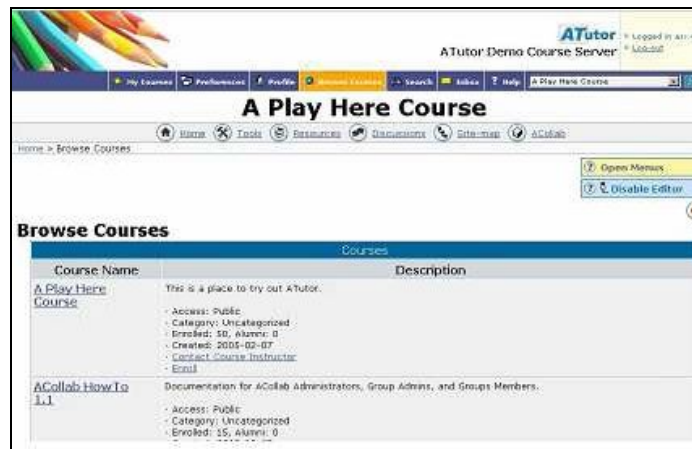 ATutor
Logged in as:
ATutor Demo Course Server
Log-out
My Courses Preferences Profile Browse Courses Search Inbox ? Help A Play Here Course
A Play Here Course
Home Tools Resources Discussions Site-map ACollab
Home > Browse Courses
? Open Menus
? Disable Editor
Browse Courses
Courses
Course Name Description
A Play Here Course
This is a place to try out ATutor.
· Access: Public
· Category: Uncategorized
· Enrolled: 50, Alumni: 0
· Created: 2005-02-07
· Contact Course Instructor
· Enroll
ACollab HowTo 1.1
Documentation for ACollab Administrators, Group Admins, and Groups Members.
· Access: Public
· Category: Uncategorized
· Enrolled: 15, Alumni: 0